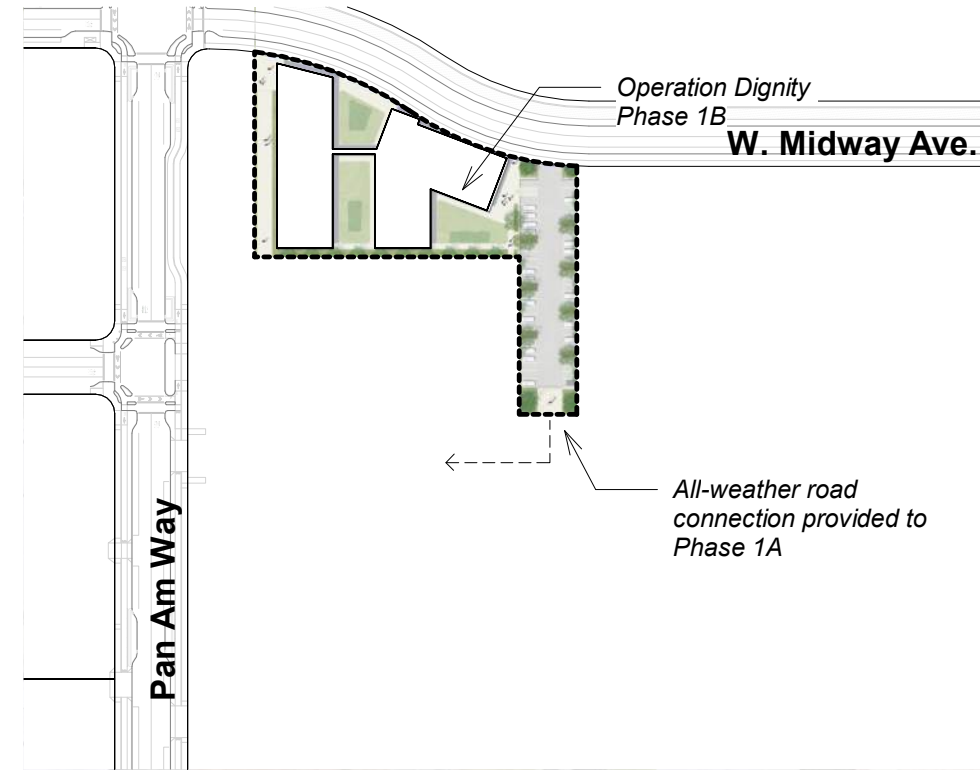 Operation Dignity
Phase 1B
W. Midway Ave.
All-weather road
connection provided to
Phase 1A
Pan Am Way